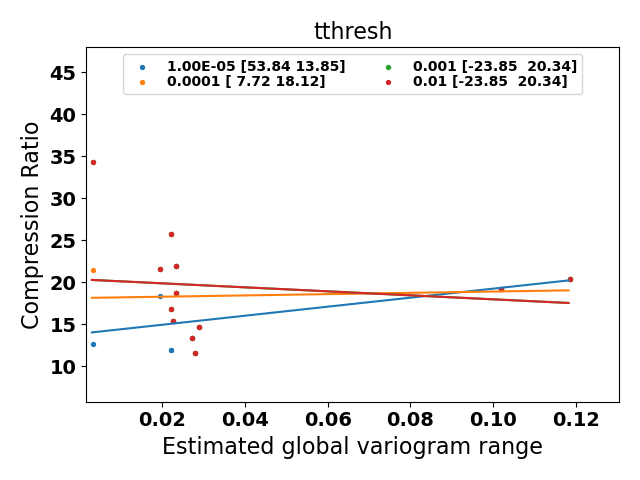 tthresh
1.00E-05 [53.84 13.85]
0.0001 [ 7.72 18.12]
0.001 [-23.85  20.34]
0.01 [-23.85  20.34]
Compression Ratio
45
40
35
30
25
20
15
10
0.02 0.04 0.06 0.08 0.10 0.12
Estimated global variogram range